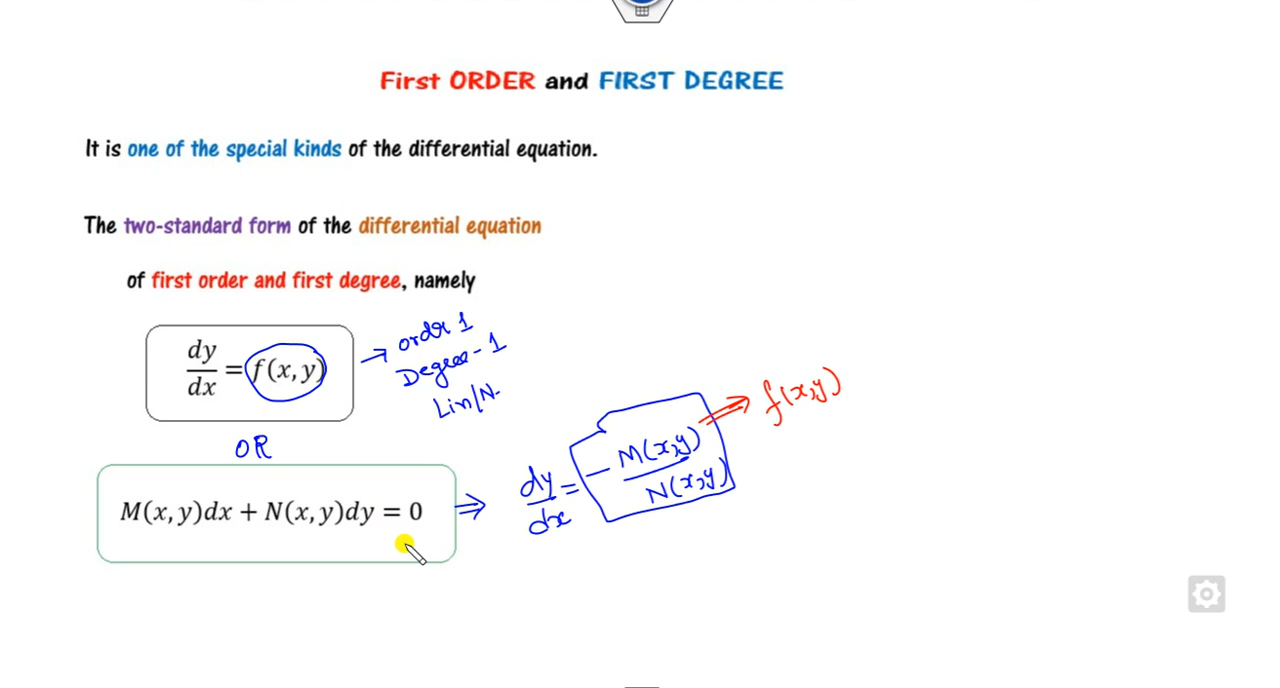 First ORDER and FIRST DEGREE
It is one of the special kinds of the differential equation.
The two-standard form of the differential equation
of first order and first degree, namely
dy/dx = f(x, y)
→ order 1
Degree - 1
Lin/N.
OR
M(x, y)dx + N(x, y)dy = 0
⇒ dy/dx = - M(x,y)/N(x,y)
⇒ f(x,y)